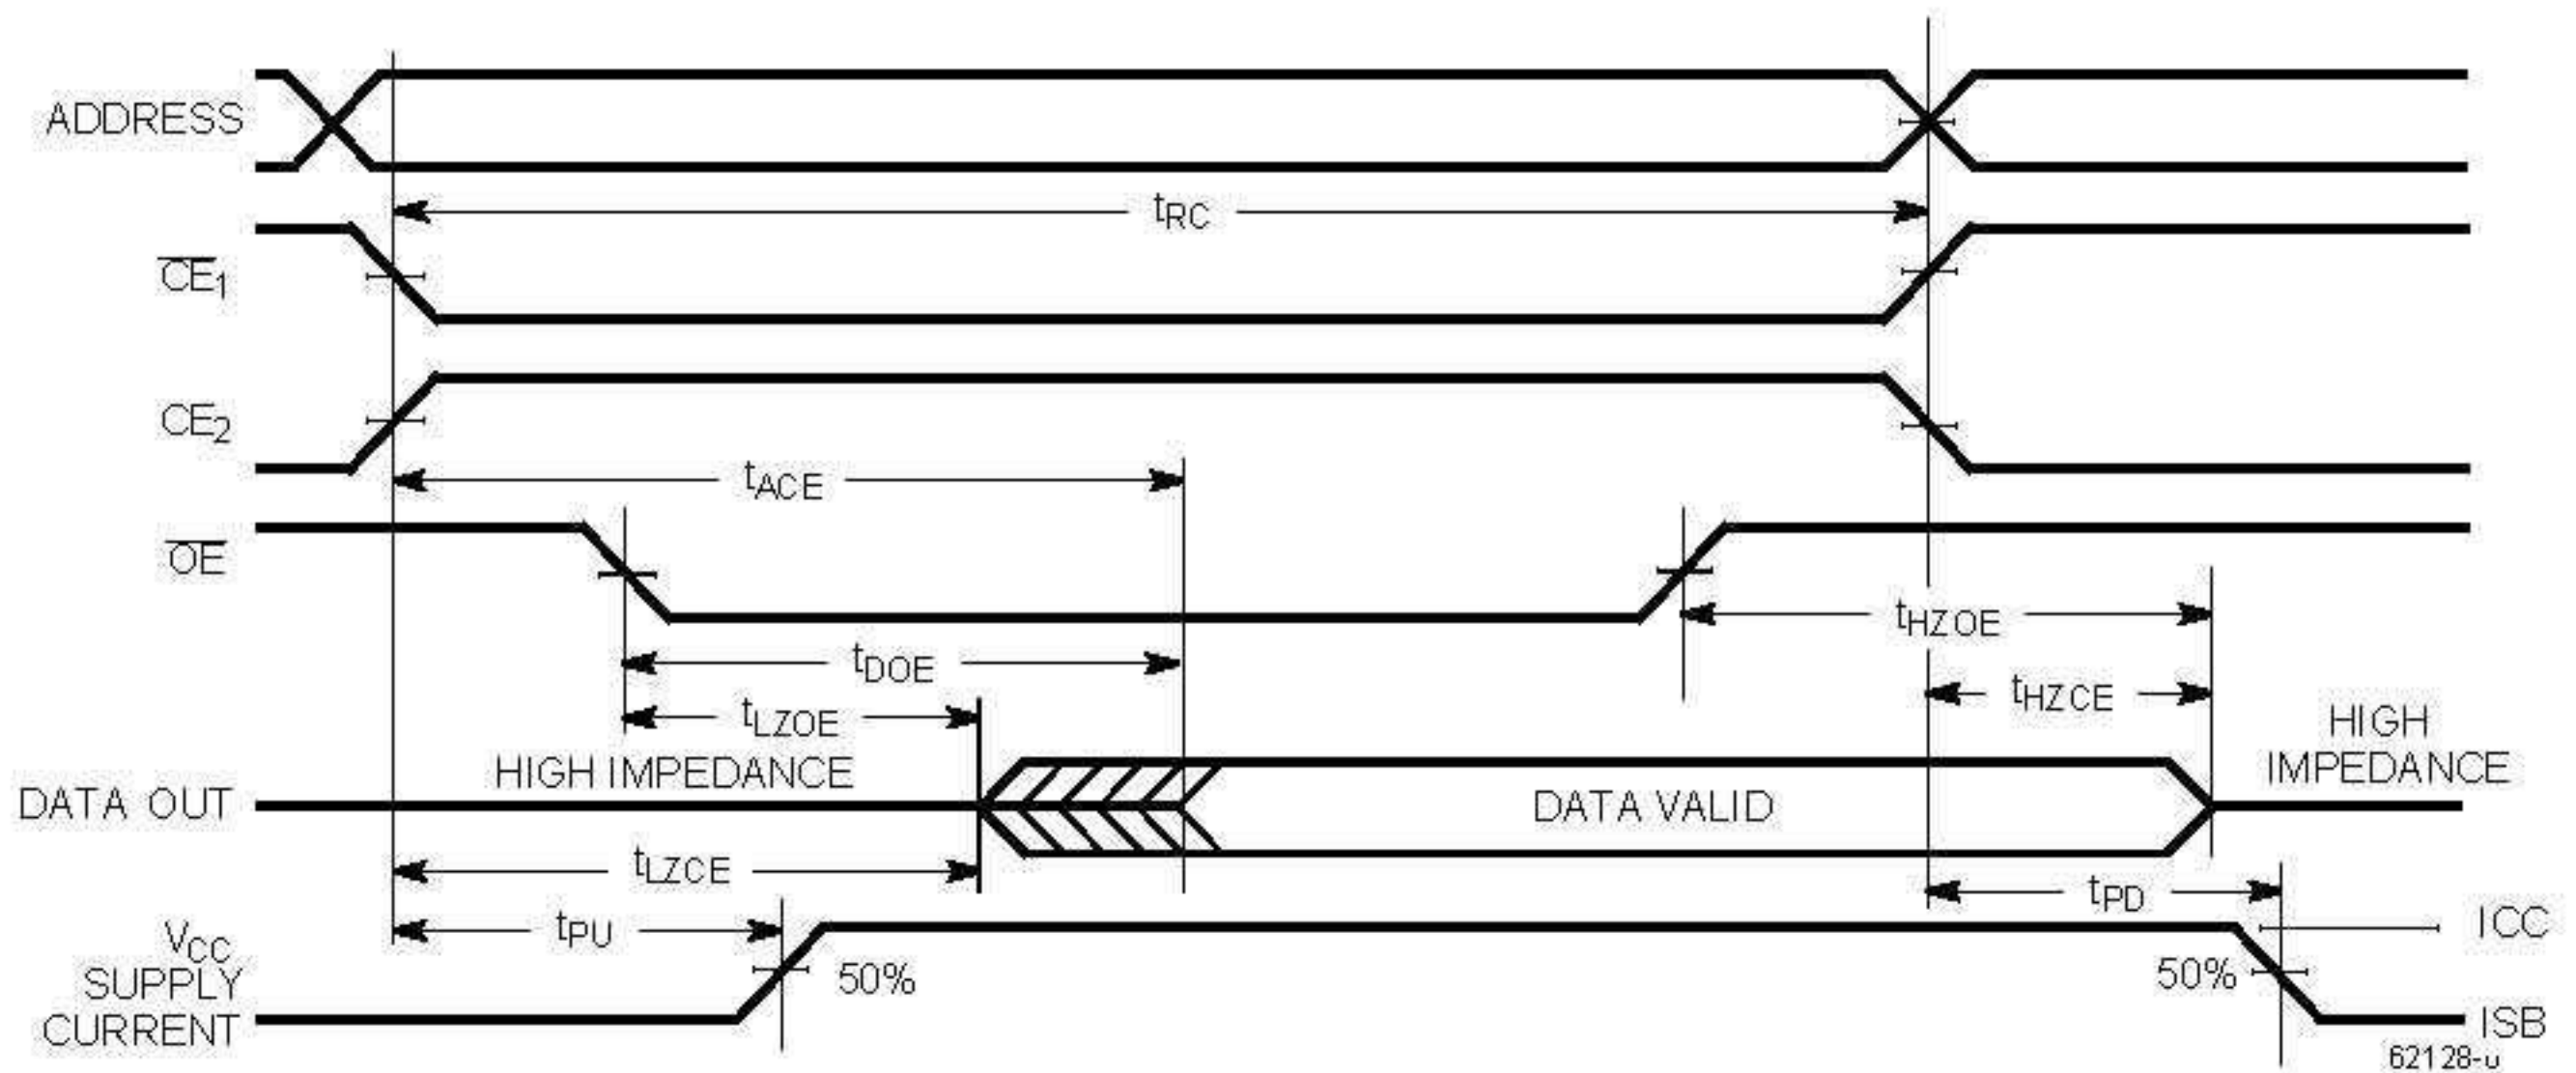 ADDRESS
tRC
CE1
CE2
tACE
OE
tHZOE
tDOE
tHZCE
tLZOE
HIGH
IMPEDANCE
HIGH IMPEDANCE
DATA OUT
DATA VALID
tLZCE
tPD
tPU
ICC
VCC
SUPPLY
CURRENT
50%
50%
ISB
62128-u